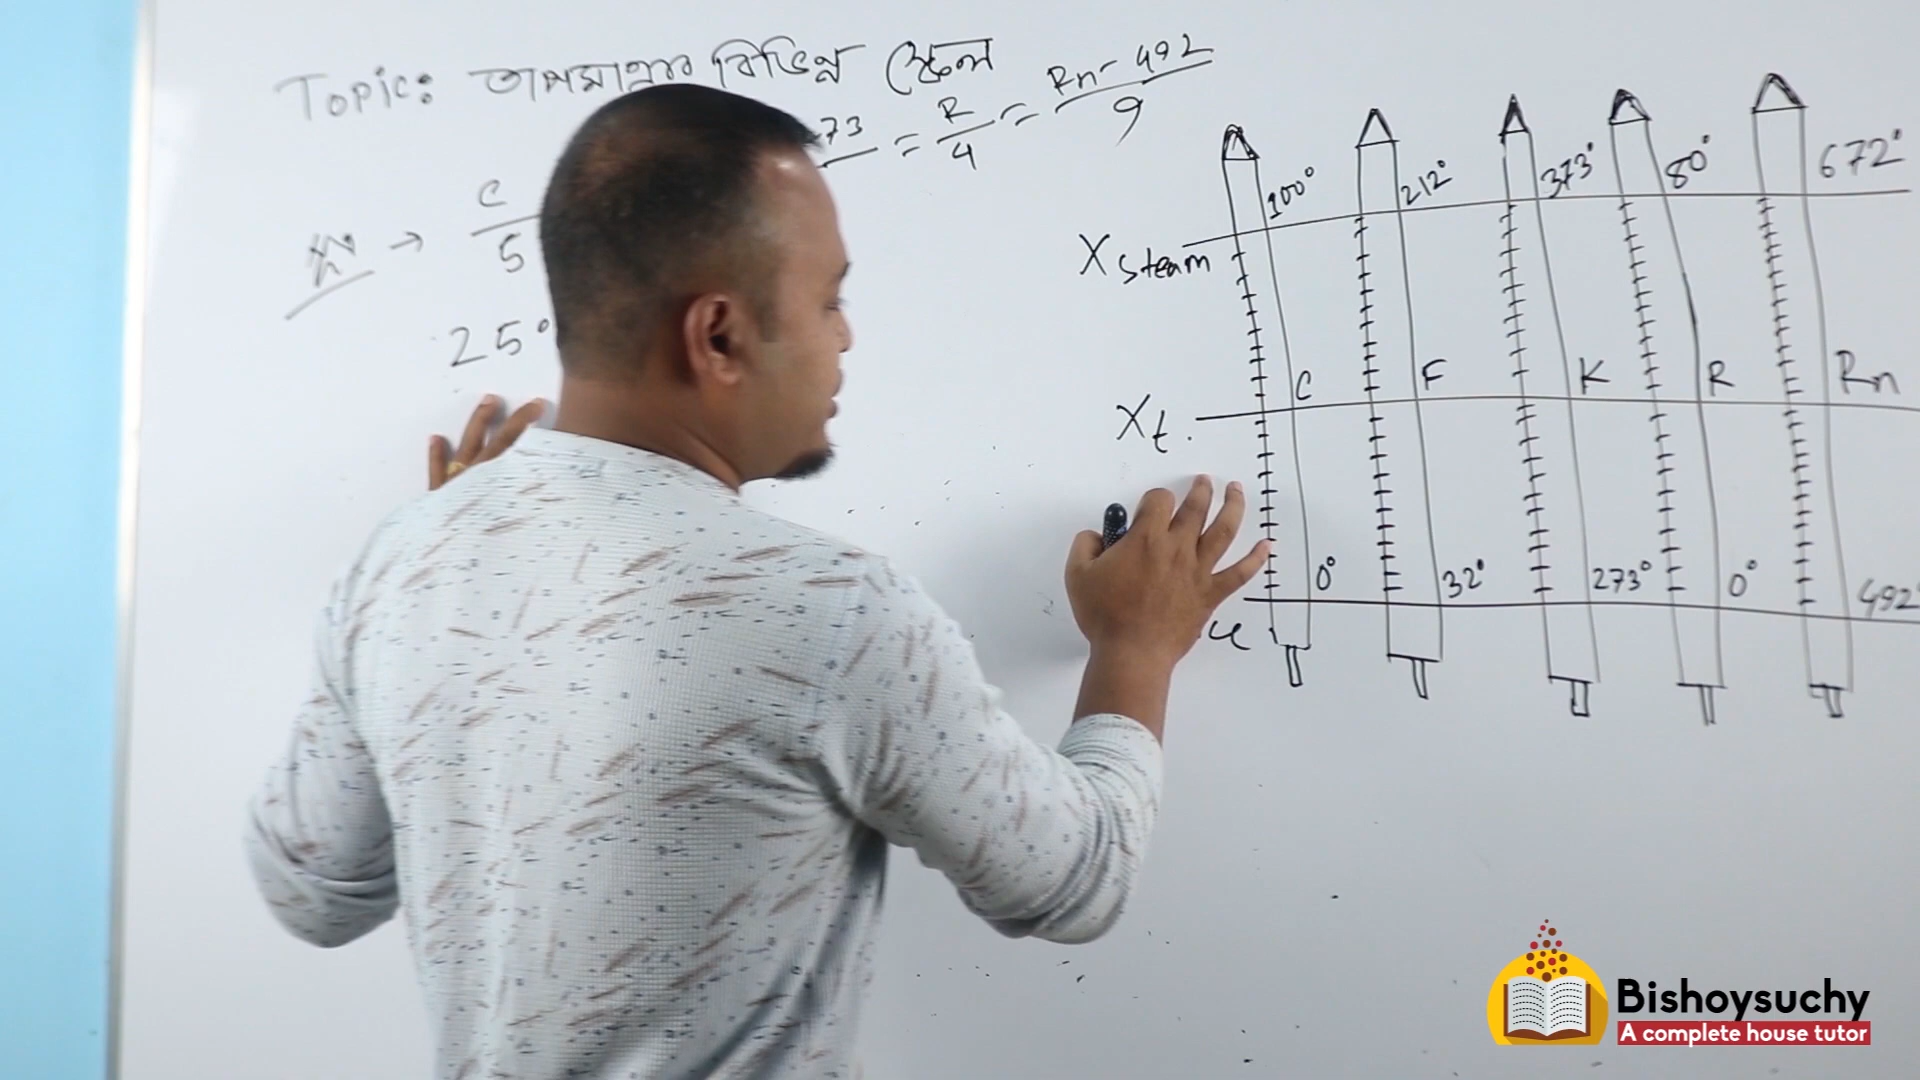 Topic: তাপমাত্রার বিভিন্ন স্কেল
C/5 73 = R/4 = Rn - 492/9
সূত্র →
25°
100° 212° 373° 80° 672°
X steam
C F K R Rn
Xt
0° 32° 273° 0° 492°
Bishoysuchy
A complete house tutor